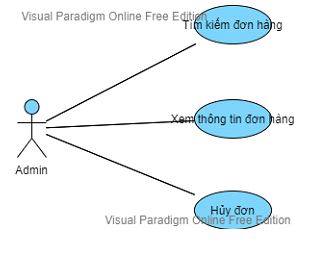 Visual Paradigm Online Free Edition
Tìm kiếm đơn hàng
Xem thông tin đơn hàng
Admin
Hủy đơn
Visual Paradigm Online Free Edition